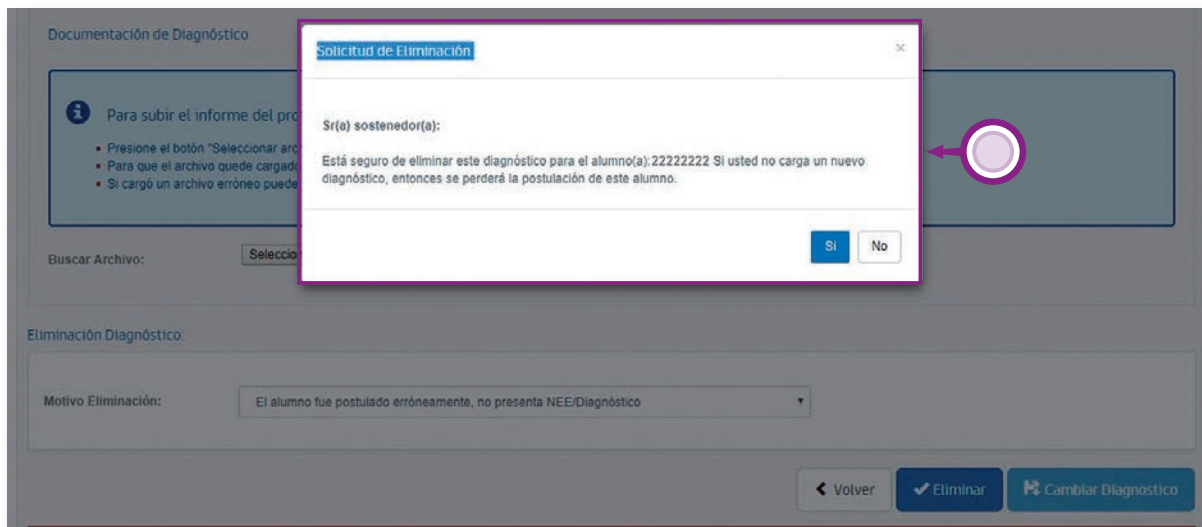 Documentación de Diagnóstico
Solicitud de Eliminación
×
Para subir el informe del pro
Presione el botón "Seleccionar arc
Para que el archivo quede cargado
Si cargó un archivo erróneo puede
Sr(a) sostenedor(a):
Está seguro de eliminar este diagnóstico para el alumno(a):22222222 Si usted no carga un nuevo
diagnóstico, entonces se perderá la postulación de este alumno.
Si No
Buscar Archivo: Seleccio
Eliminación Diagnóstico:
Motivo Eliminación: El alumno fue postulado erróneamente, no presenta NEE/Diagnóstico
Volver Eliminar Cambiar Diagnostico